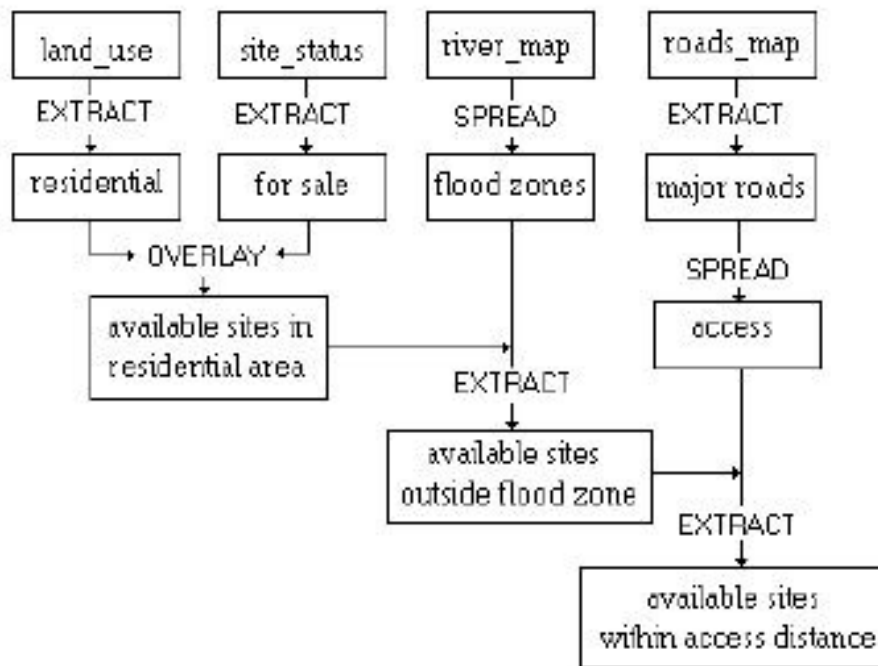 land_use
site_status
river_map
roads_map
EXTRACT
EXTRACT
SPREAD
EXTRACT
residential
for sale
flood zones
major roads
OVERLAY
SPREAD
available sites in
residential area
access
EXTRACT
available sites
outside flood zone
EXTRACT
available sites
within access distance